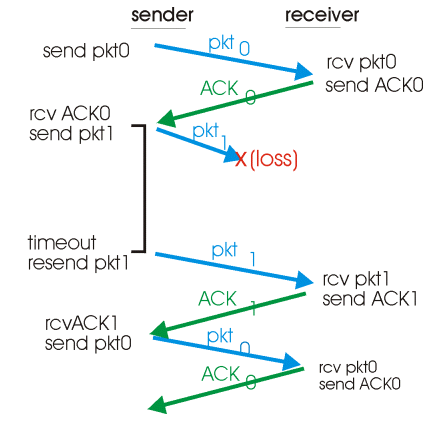 sender receiver
send pkt0
pkt 0
rcv pkt0
send ACK0
ACK 0
rcv ACK0
send pkt1
pkt 1
X (loss)
timeout
resend pkt1
pkt 1
rcv pkt1
send ACK1
ACK 1
rcvACK1
send pkt0
pkt 0
rcv pkt0
send ACK0
ACK 0